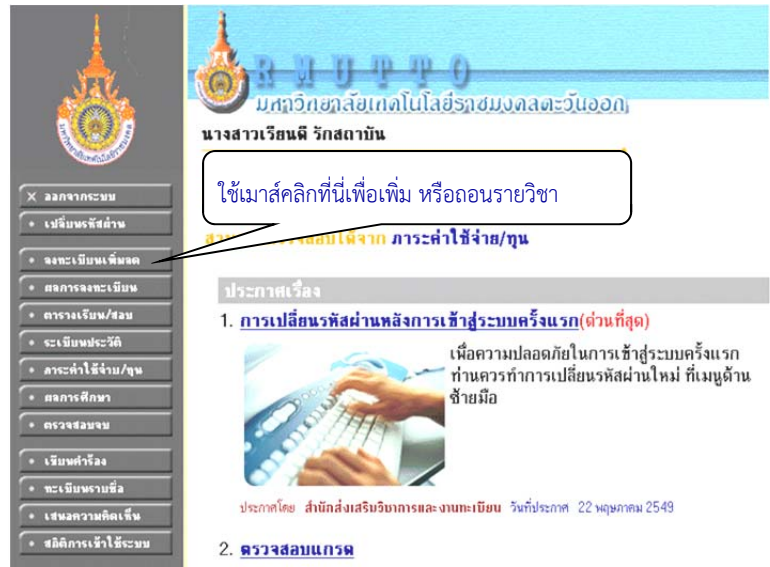 RMUTTO
มหาวิทยาลัยเทคโนโลยีราชมงคลตะวันออก
นางสาวเรียนดี รักสถาบัน
ใช้เมาส์คลิกที่นี่เพื่อเพิ่ม หรือถอนรายวิชา
ภาระค่าใช้จ่าย/ทุน
X ออกจากระบบ
• เปลี่ยนรหัสผ่าน
• ลงทะเบียนเพิ่มลด
• ผลการลงทะเบียน
• ตารางเรียน/สอบ
• ระเบียนประวัติ
• ภาระค่าใช้จ่าย/ทุน
• ผลการศึกษา
• ตรวจสอบจบ
• เขียนคำร้อง
• ทะเบียนรายชื่อ
• เสนอความคิดเห็น
• สถิติการเข้าใช้ระบบ
ประกาศเรื่อง
1. การเปลี่ยนรหัสผ่านหลังการเข้าสู่ระบบครั้งแรก(ด่วนที่สุด)
เพื่อความปลอดภัยในการเข้าสู่ระบบครั้งแรก
ท่านควรทำการเปลี่ยนรหัสผ่านใหม่ ที่เมนูด้าน
ซ้ายมือ
ประกาศโดย สำนักส่งเสริมวิชาการและงานทะเบียน วันที่ประกาศ 22 พฤษภาคม 2549
2. ตรวจสอบแกรด